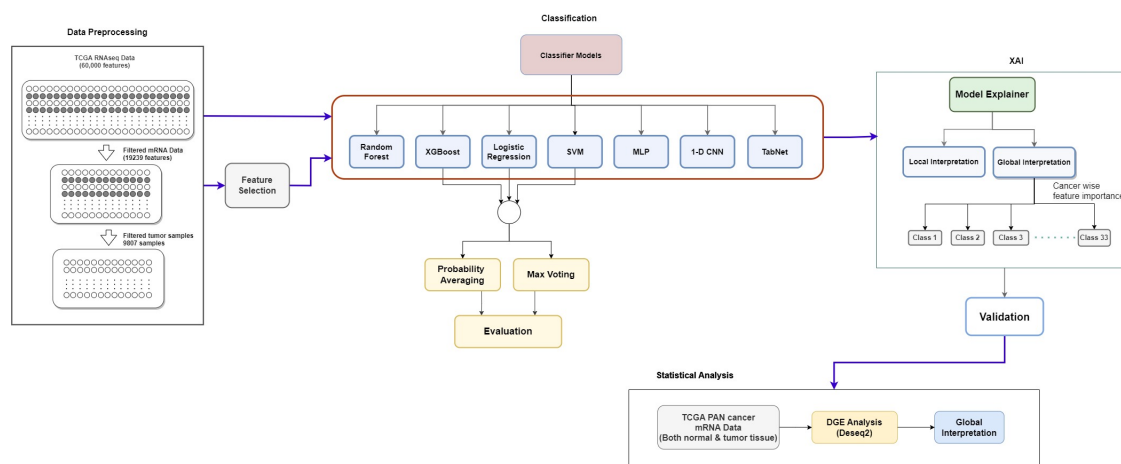 Classification
Data Preprocessing
TCGA RNAseq Data
(60,000 features)
Filtered mRNA Data
(19239 features)
Filtered tumor samples
9807 samples
Feature
Selection
Classifier Models
Random
Forest
XGBoost
Logistic
Regression
SVM
MLP
1-D CNN
TabNet
Probability
Averaging
Max Voting
Evaluation
XAI
Model Explainer
Local Interpretation
Global Interpretation
Cancer wise
feature importance
Class 1
Class 2
Class 3
Class 33
Validation
Statistical Analysis
TCGA PAN cancer
mRNA Data
(Both normal & tumor tissue)
DGE Analysis
(Deseq2)
Global
Interpretation